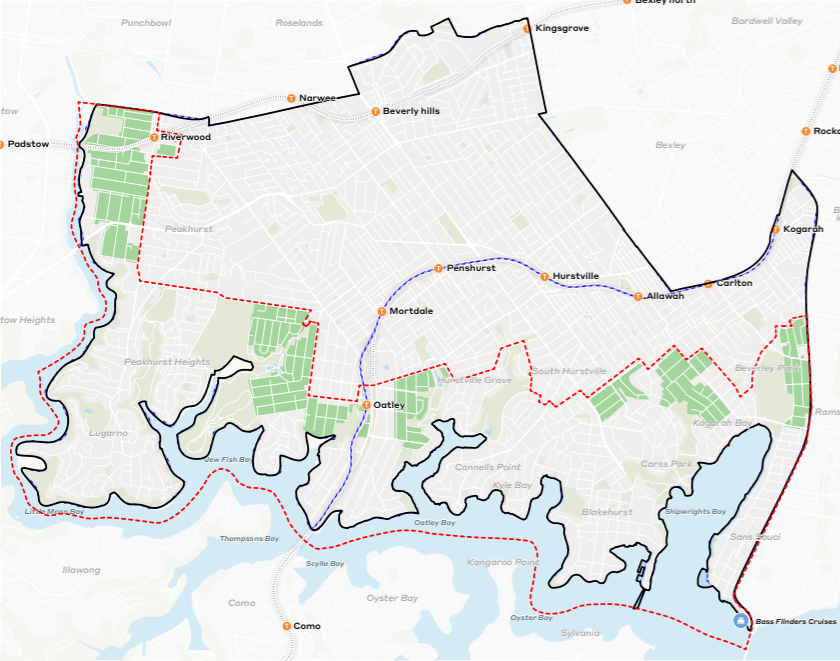 Bexley north
Punchbowl
Roselands
Bardwell Valley
Kingsgrove
Narwee
Beverly hills
Riverwood
Padstow
Bexley
Peakhurst
Kogarah
Penshurst
Hurstville
Carlton
Allawah
Mortdale
Peakhurst Heights
South Hurstville
Beverley Park
Hurstville Grove
Oatley
Kogarah Bay
Lugarno
Jew Fish Bay
Connells Point
Carss Park
Kyle Bay
Little Moon Bay
Blakehurst
Shipwrights Bay
Oatley Bay
Thompsons Bay
Sans Souci
Scylla Bay
Kangaroo Point
Illawong
Como
Oyster Bay
Oyster Bay
Bass Flinders Cruises
Como
Sylvania